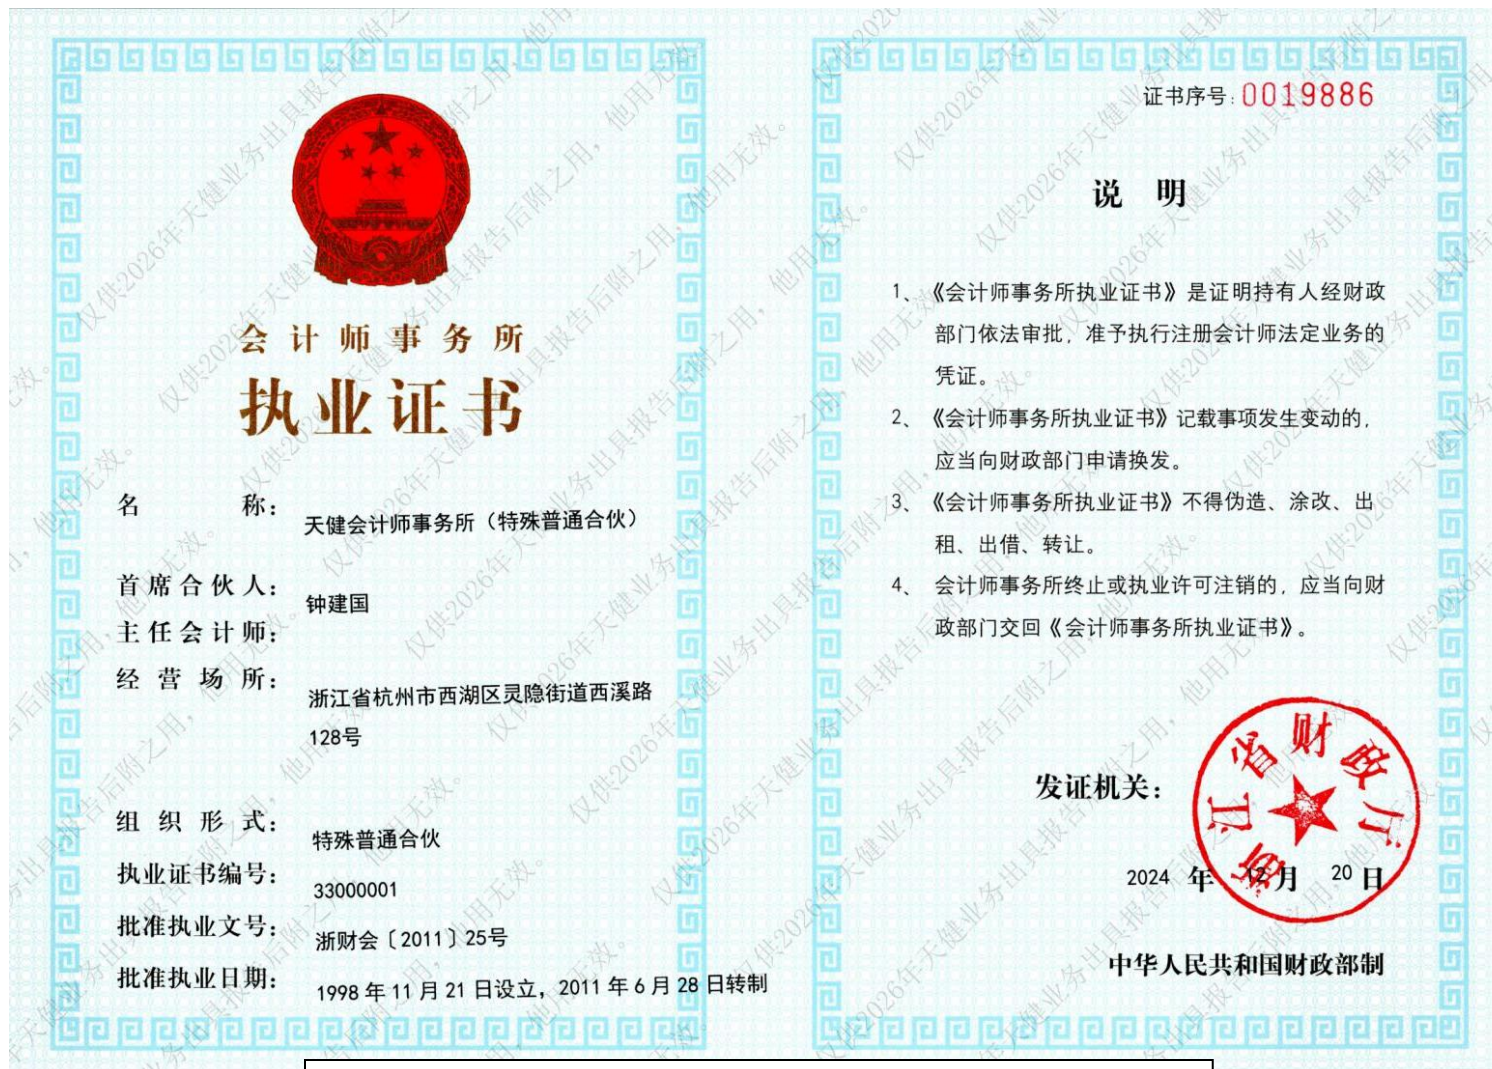 会计师事务所
执业证书
名称：
天健会计师事务所（特殊普通合伙）
首席合伙人：
钟建国
主任会计师：
经营场所：
浙江省杭州市西湖区灵隐街道西溪路
128号
组织形式：
特殊普通合伙
执业证书编号：
33000001
批准执业文号：
浙财会〔2011〕25号
批准执业日期：
1998年11月21日设立，2011年6月28日转制
证书序号：0019886
说 明
1、《会计师事务所执业证书》是证明持有人经财政
部门依法审批，准予执行注册会计师法定业务的
凭证。
2、《会计师事务所执业证书》记载事项发生变动的，
应当向财政部门申请换发。
3、《会计师事务所执业证书》不得伪造、涂改、出
租、出借、转让。
4、会计师事务所终止或执业许可注销的，应当向财
政部门交回《会计师事务所执业证书》。
发证机关：
浙江省财政厅
2024年12月20日
中华人民共和国财政部制
仅供2026年天健业务出具报告后附之用，他用无效。